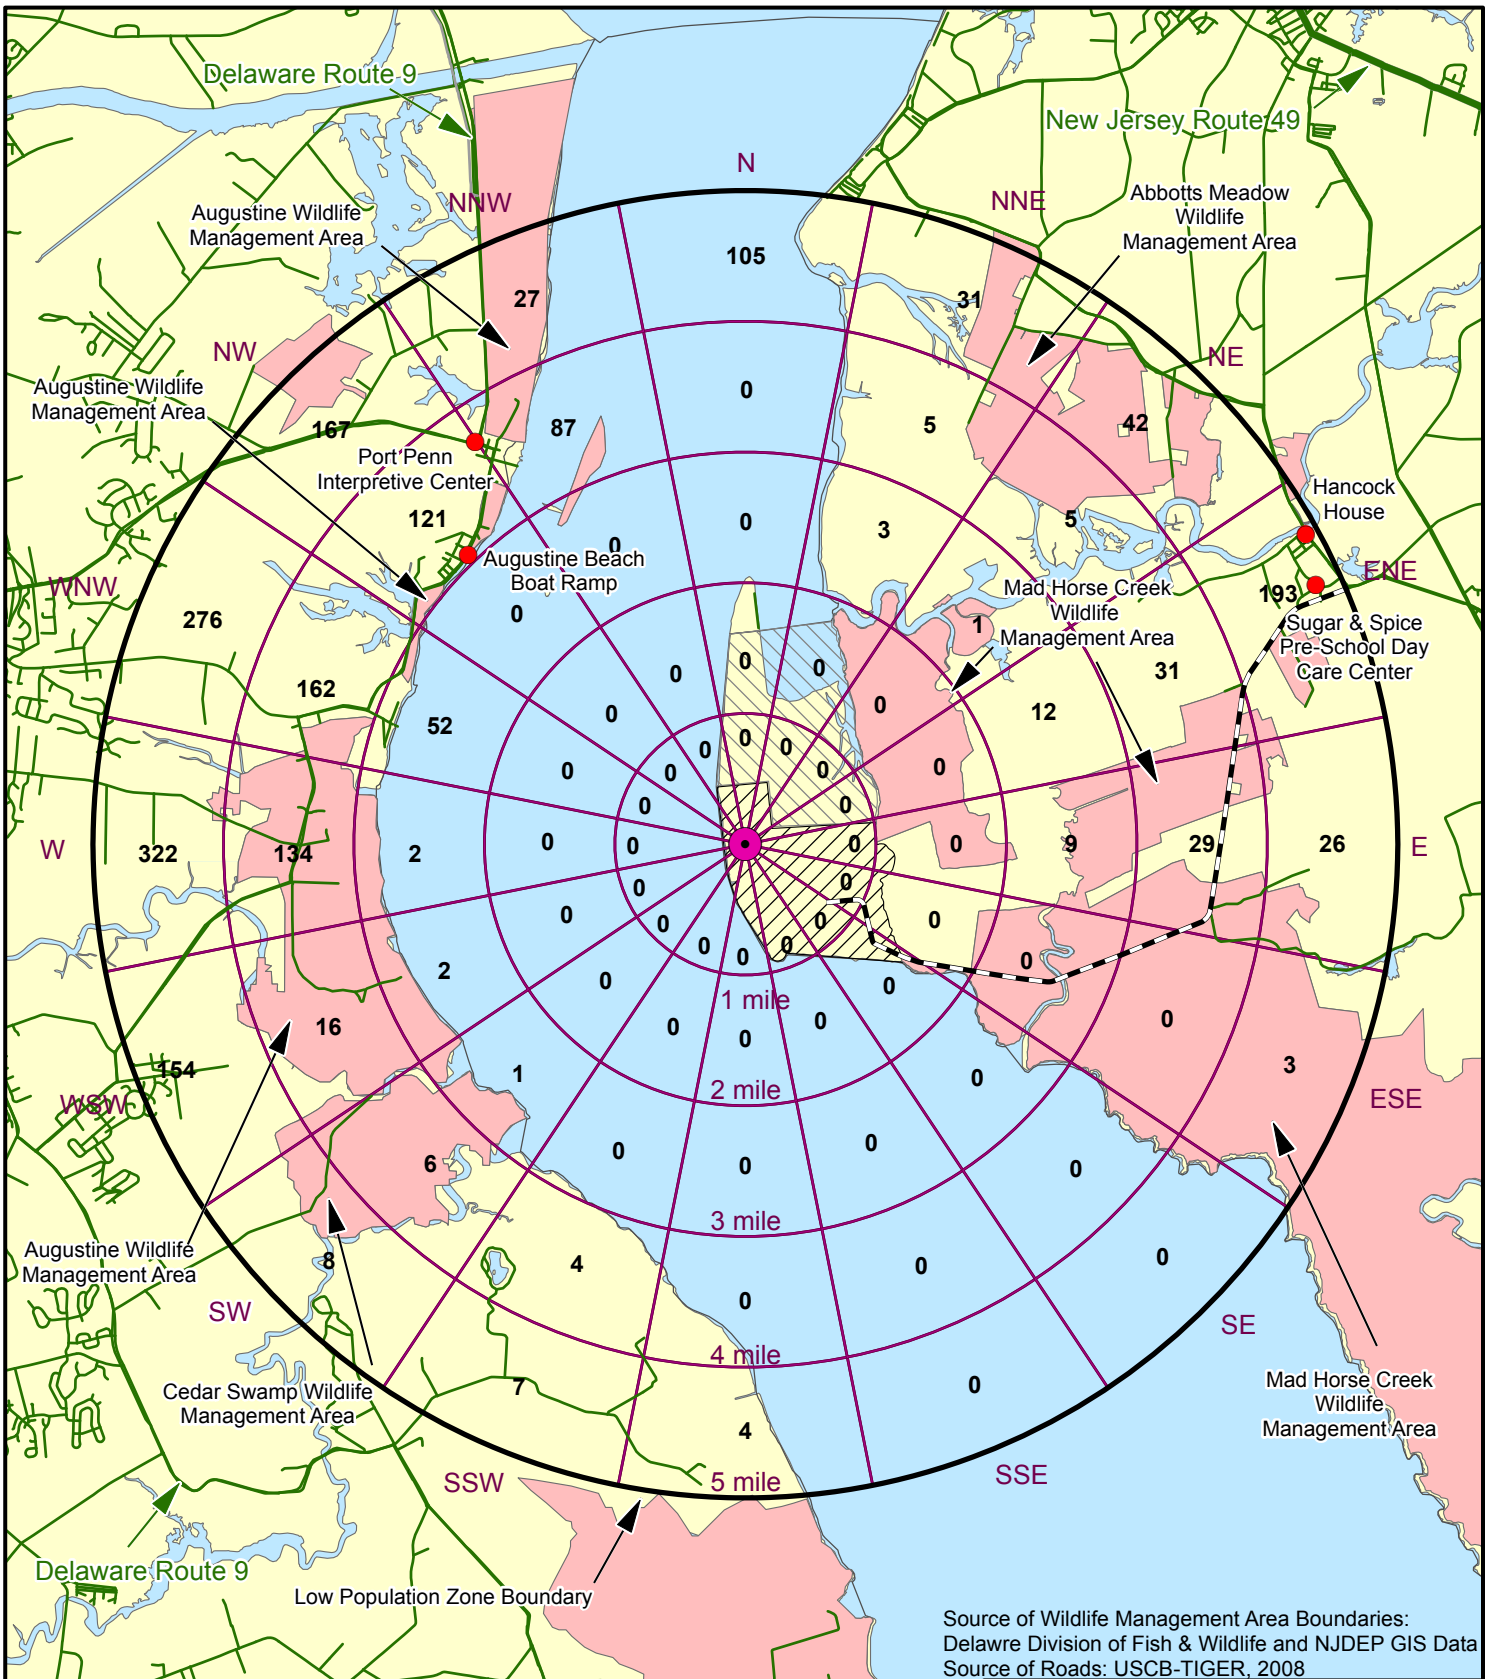 Delaware Route 9
New Jersey Route 49
N
NNW
NNE
Augustine Wildlife
Management Area
Abbotts Meadow
Wildlife
Management Area
105
27
31
NW
NE
Augustine Wildlife
Management Area
0
87
5
42
167
Port Penn
Interpretive Center
Hancock
House
121
0
0
3
5
Augustine Beach
Boat Ramp
WNW
ENE
Mad Horse Creek
Wildlife
Management Area
193
276
0
1
Sugar & Spice
Pre-School Day
Care Center
162
0
0
0
31
52
0
0
12
0
0
0
0
0
0
0
0
0
0
W
322
134
2
0
0
0
0
9
29
26
E
0
0
0
0
0
0
0
0
0
0
0
2
0
0
1 mile
16
0
0
0
0
154
1
0
3
2 mile
WSW
ESE
0
0
0
6
0
3 mile
Augustine Wildlife
Management Area
8
4
0
0
0
SW
SE
4 mile
Cedar Swamp Wildlife
Management Area
7
0
Mad Horse Creek
Wildlife
Management Area
4
SSW
5 mile
SSE
Delaware Route 9
Low Population Zone Boundary
Source of Wildlife Management Area Boundaries:
Delawre Division of Fish & Wildlife and NJDEP GIS Data
Source of Roads: USCB-TIGER, 2008